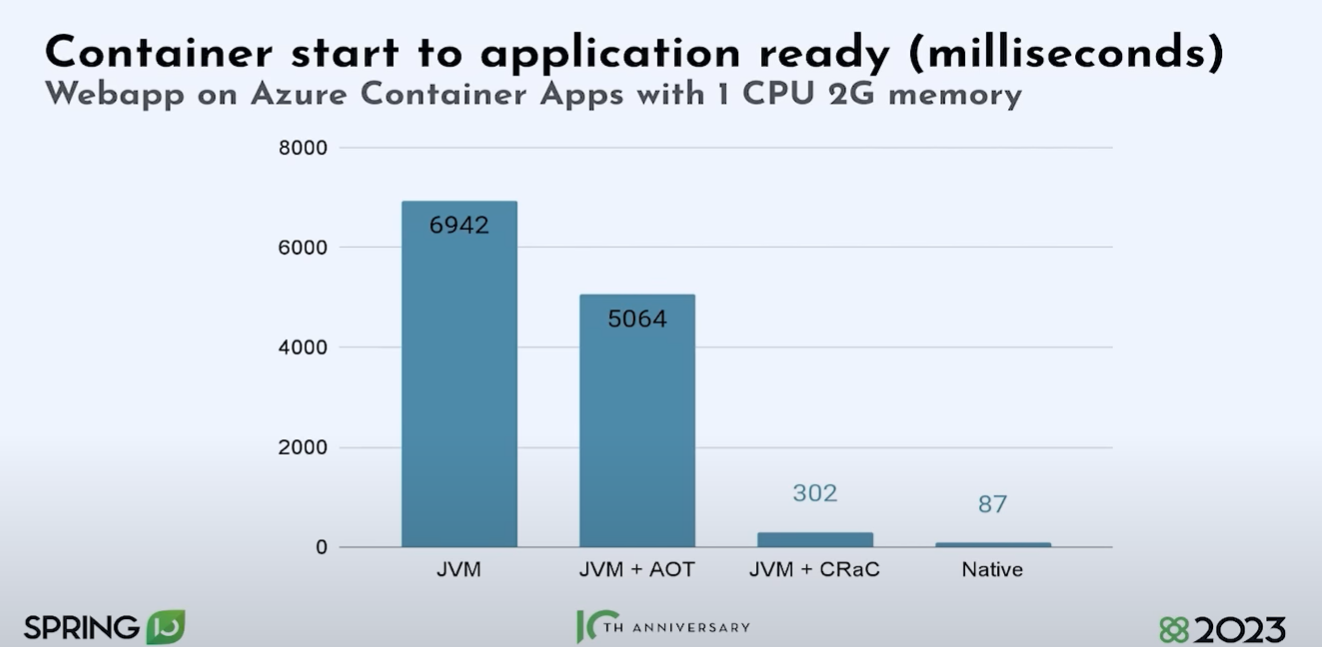 Container start to application ready (milliseconds)
Webapp on Azure Container Apps with 1 CPU 2G memory
8000
6000
4000
2000
0
6942
5064
302
87
JVM
JVM + AOT
JVM + CRaC
Native
SPRING IO
10TH ANNIVERSARY
2023